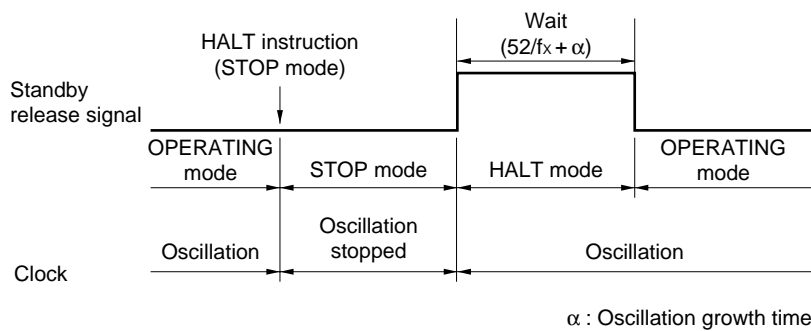 Wait
(52/fx + α)
HALT instruction
(STOP mode)
Standby
release signal
OPERATING
mode
STOP mode
HALT mode
OPERATING
mode
Oscillation
Oscillation
stopped
Oscillation
Clock
α : Oscillation growth time